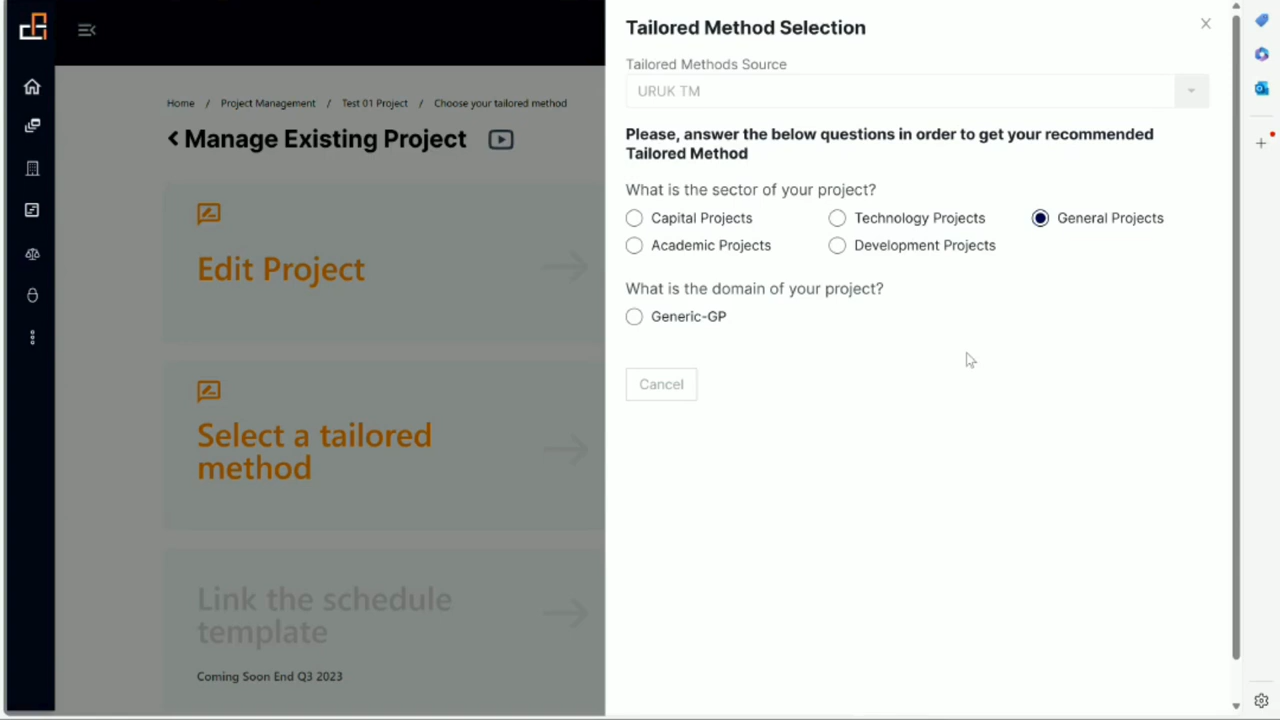 Tailored Method Selection
Tailored Methods Source
URUK TM
Home / Project Management / Test 01 Project / Choose your tailored method
Manage Existing Project
Please, answer the below questions in order to get your recommended
Tailored Method
What is the sector of your project?
Capital Projects Technology Projects General Projects
Academic Projects Development Projects
What is the domain of your project?
Generic-GP
Cancel
Edit Project
Select a tailored
method
Link the schedule
template
Coming Soon End Q3 2023